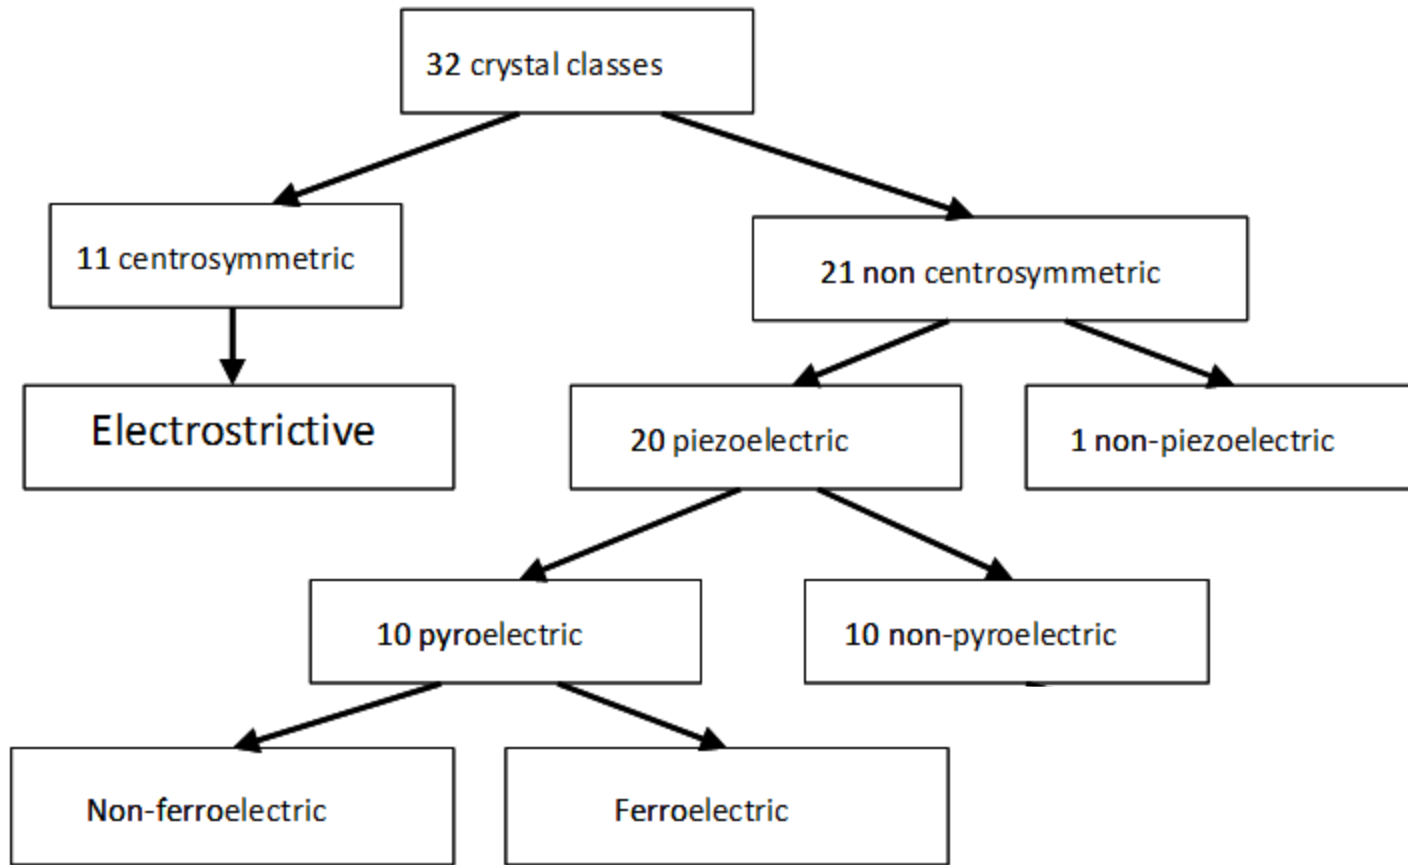 32 crystal classes
11 centrosymmetric
21 non centrosymmetric
Electrostrictive
20 piezoelectric
1 non-piezoelectric
10 pyroelectric
10 non-pyroelectric
Non-ferroelectric
Ferroelectric